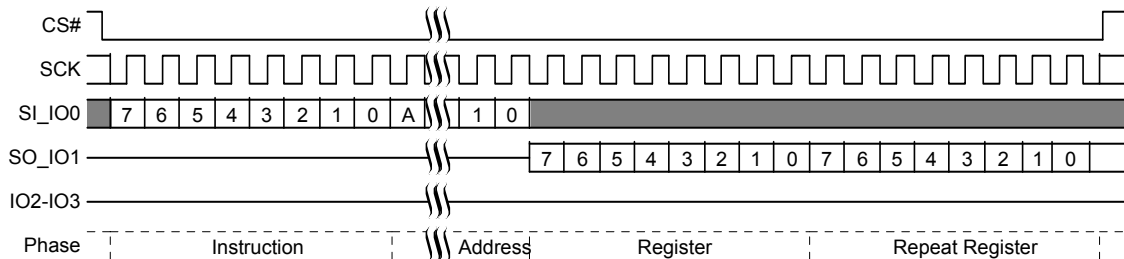 CS#
SCK
SI_IO0 7 6 5 4 3 2 1 0 A 1 0
SO_IO1 7 6 5 4 3 2 1 0 7 6 5 4 3 2 1 0
IO2-IO3
Phase Instruction Address Register Repeat Register